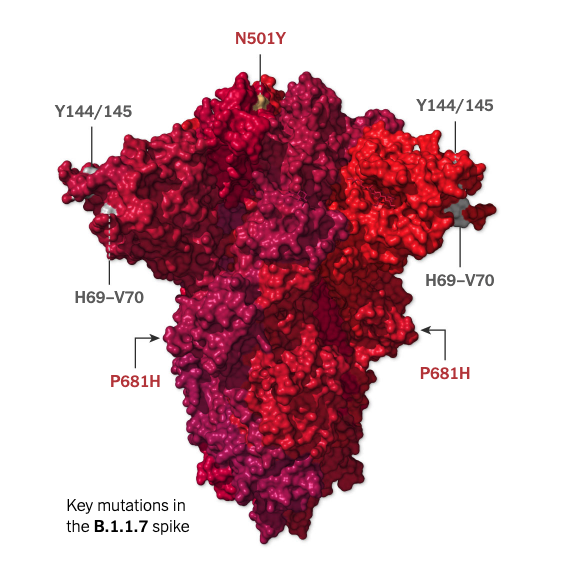 N501Y
Y144/145
Y144/145
H69–V70
H69–V70
P681H
P681H
Key mutations in
the B.1.1.7 spike